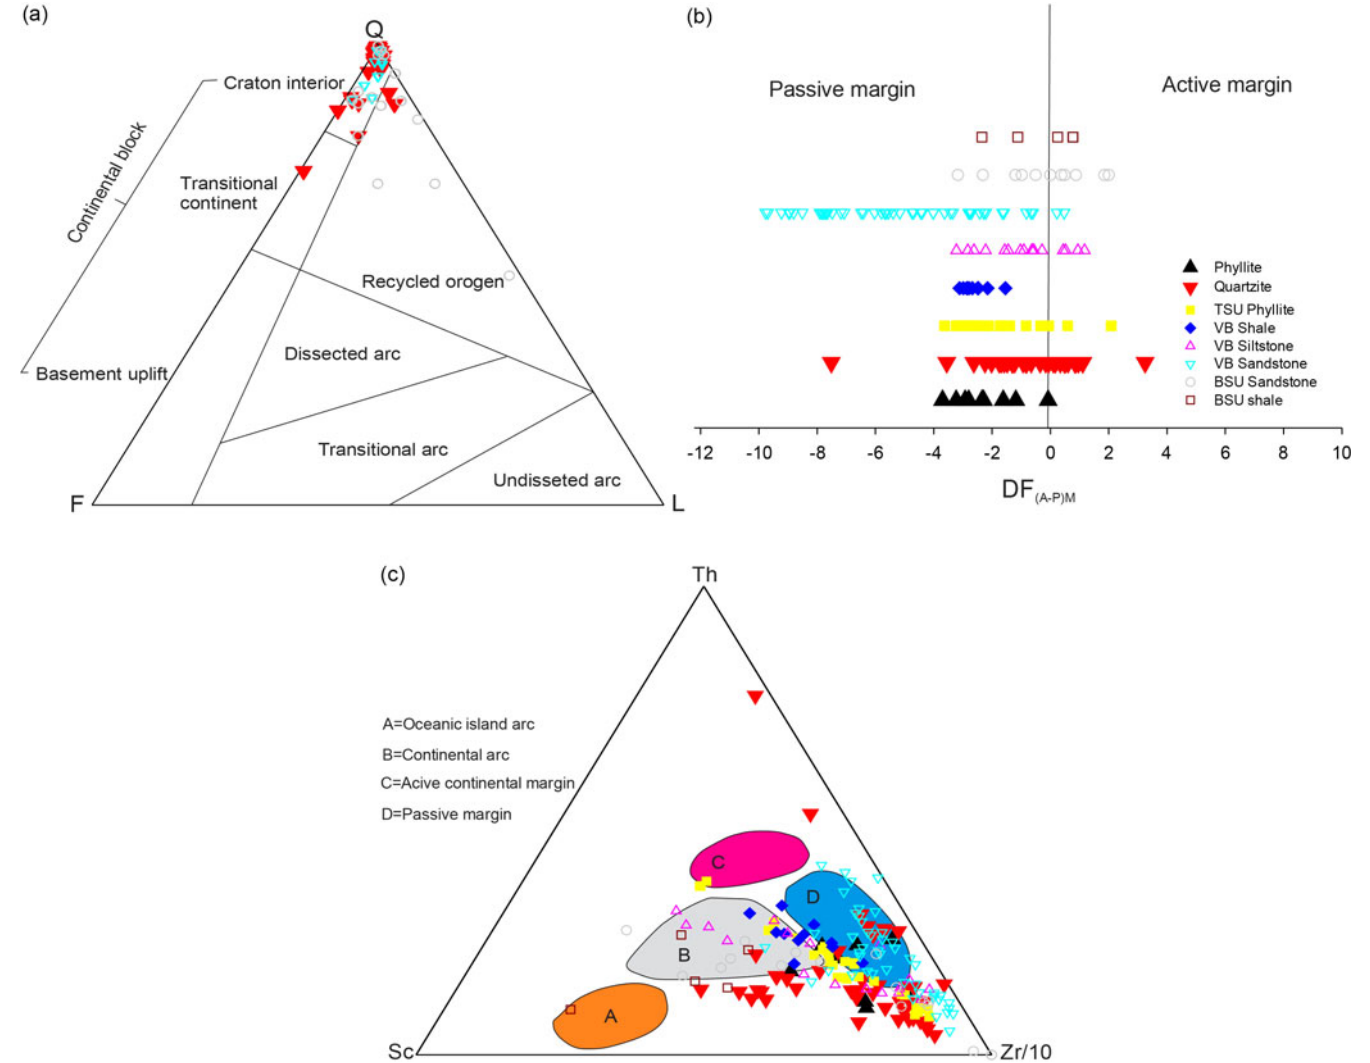 (a)
Q
Craton interior
Continental block
Transitional
continent
Recycled orogen
Dissected arc
Basement uplift
Transitional arc
Undisseted arc
F
L
(b)
Passive margin
Active margin
Phyllite
Quartzite
TSU Phyllite
VB Shale
VB Siltstone
VB Sandstone
BSU Sandstone
BSU shale
-12 -10 -8 -6 -4 -2 0 2 4 6 8 10
DF(A-P)M
(c)
Th
A=Oceanic island arc
B=Continental arc
C=Acive continental margin
D=Passive margin
C
D
B
A
Sc
Zr/10